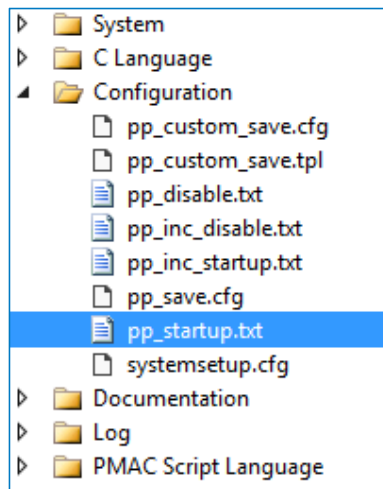 System
C Language
Configuration
pp_custom_save.cfg
pp_custom_save.tpl
pp_disable.txt
pp_inc_disable.txt
pp_inc_startup.txt
pp_save.cfg
pp_startup.txt
systemsetup.cfg
Documentation
Log
PMAC Script Language